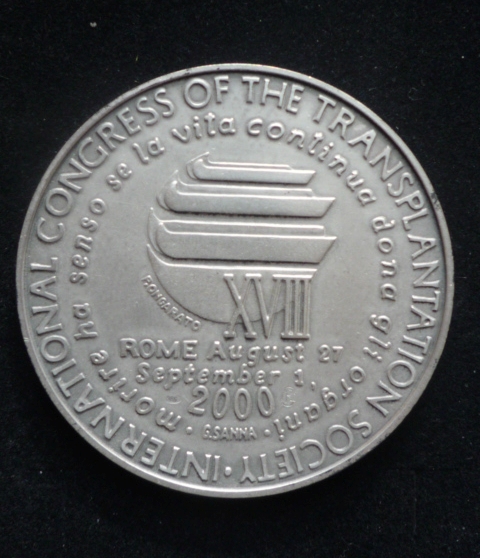 INTERNATIONAL CONGRESS OF THE TRANSPLANTATION SOCIETY •
morire ha senso se la vita continua dona gli organi •
BONGARATO
XVIII
ROME August 27
September 1,
2000
• G.SANNA •